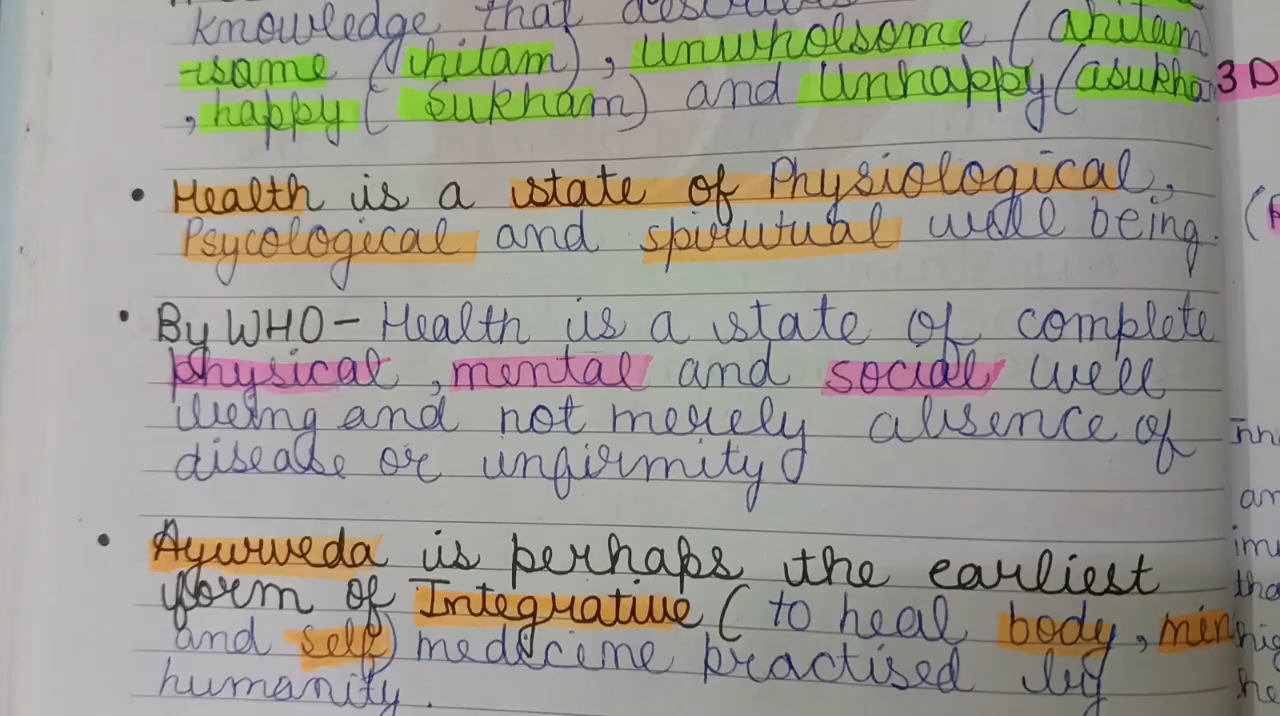 knowledge that
-some (hitam), Unwholsome (ahitam
, happy (Sukham) and Unhappy (asukha
3D
• Health is a state of Physiological,
Psycological and spiritual well being.
• By WHO - Health is a state of complete
physical, mental and social well
being and not merely absence of
disease or infirmity
• Ayurveda is perhaps the earliest
form of Integrative (to heal body, min
and self) medicine practised by
humanity.